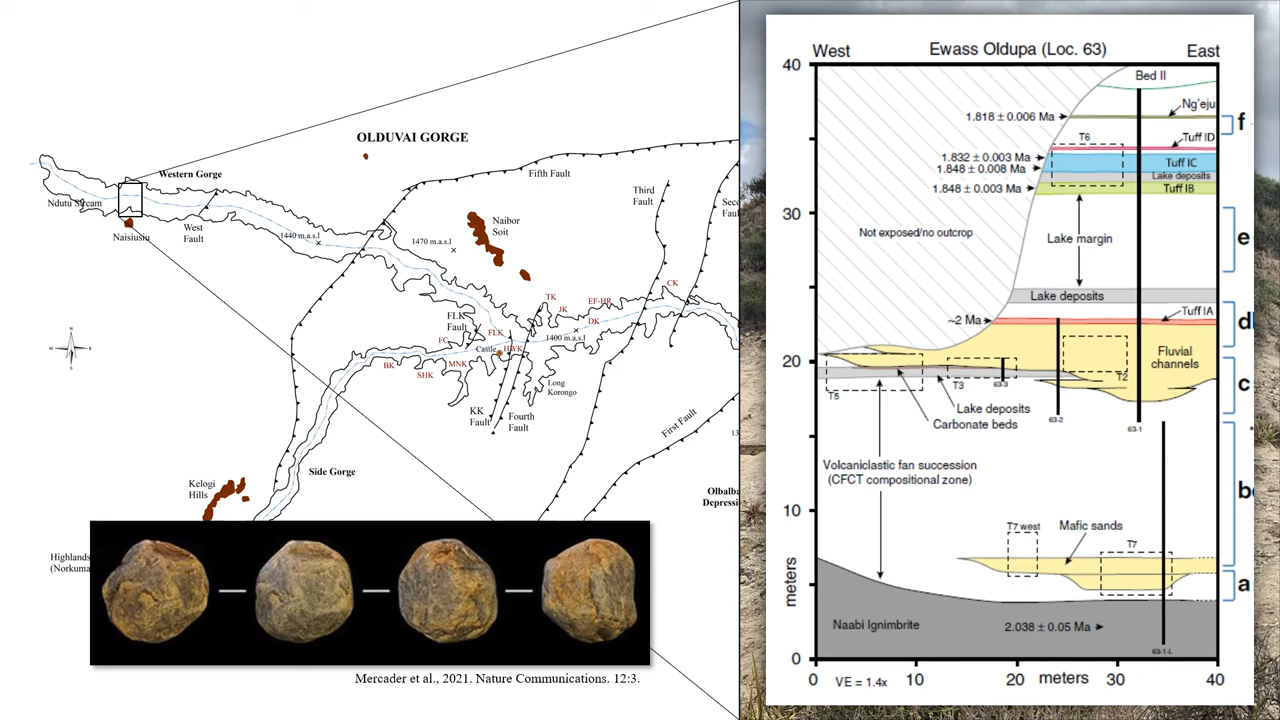 OLDUVAI GORGE
Western Gorge
Fifth Fault
Third
Fault
Ndutu Stream
Naisiusiu
West
Fault
1440 m.a.s.l
1470 m.a.s.l
Naibor
Soit
CK
TK
JK
EF-HR
DK
FLK
Fault
FLK
1400 m.a.s.l
FC
Castle
HWK
BK
SHK
MNK
Long
Korongo
KK
Fault
Fourth
Fault
First Fault
Side Gorge
Kelogi
Hills
Highlands
(Norkuma
N
W
E
S
Mercader et al., 2021. Nature Communications. 12:3.
West
Ewass Oldupa (Loc. 63)
East
40
Bed II
Ng'eju
1.818 ± 0.006 Ma
f
T6
Tuff ID
1.832 ± 0.003 Ma
Tuff IC
1.848 ± 0.008 Ma
Lake deposits
1.848 ± 0.003 Ma
Tuff IB
30
Not exposed/no outcrop
Lake margin
e
Lake deposits
Tuff IA
~2 Ma
d
20
Fluvial
channels
T2
T3
63-3
c
T5
Lake deposits
Carbonate beds
63-2
63-1
Volcaniclastic fan succession
(CFCT compositional zone)
b
10
T7 west
Mafic sands
T7
meters
a
Naabi Ignimbrite
2.038 ± 0.05 Ma
63-1-L
0
0
10
20
meters
30
40
VE = 1.4x